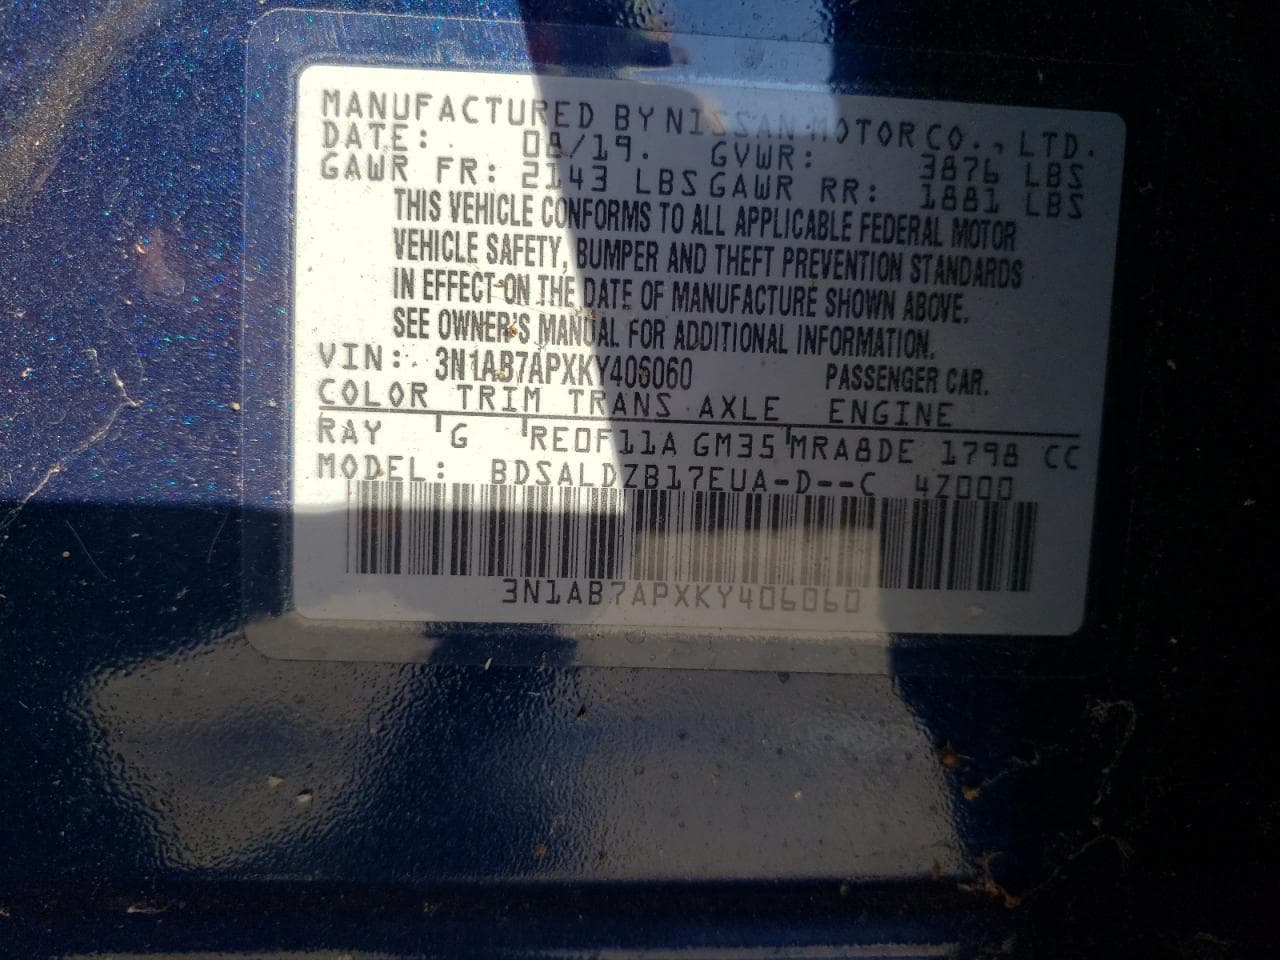 MANUFACTURED BY NISSAN MOTOR CO., LTD.
DATE: 08/19. GVWR: 3876 LBS
GAWR FR: 2143 LBS GAWR RR: 1881 LBS
THIS VEHICLE CONFORMS TO ALL APPLICABLE FEDERAL MOTOR
VEHICLE SAFETY, BUMPER AND THEFT PREVENTION STANDARDS
IN EFFECT ON THE DATE OF MANUFACTURE SHOWN ABOVE.
SEE OWNER'S MANUAL FOR ADDITIONAL INFORMATION.
VIN: 3N1AB7APXKY406060 PASSENGER CAR.
COLOR TRIM TRANS AXLE ENGINE
RAY G RE0F11A GM35 MRA8DE 1798 CC
MODEL: BDSALDZB17EUA-D--C 4Z000
3N1AB7APXKY406060